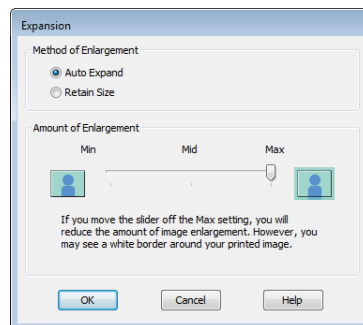 Expansion
Method of Enlargement
Auto Expand
Retain Size
Amount of Enlargement
Min Mid Max
If you move the slider off the Max setting, you will
reduce the amount of image enlargement. However, you
may see a white border around your printed image.
OK Cancel Help